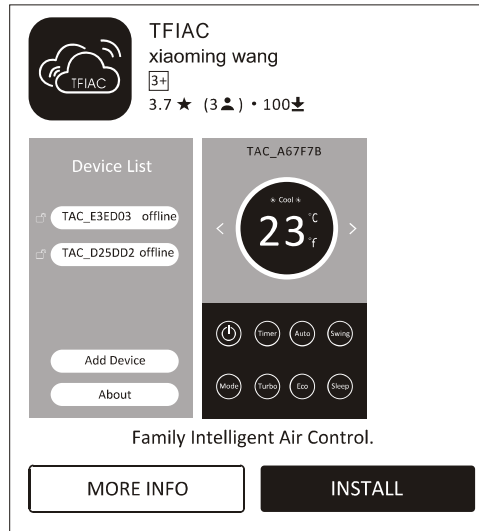 TFIAC
TFIAC
xiaoming wang
3+
3.7 ★ (3) • 100
Device List
TAC_E3ED03 offline
TAC_D25DD2 offline
Add Device
About
TAC_A67F7B
Cool
23 °C
°f
< >
Timer Auto Swing
Mode Turbo Eco Sleep
Family Intelligent Air Control.
MORE INFO
INSTALL